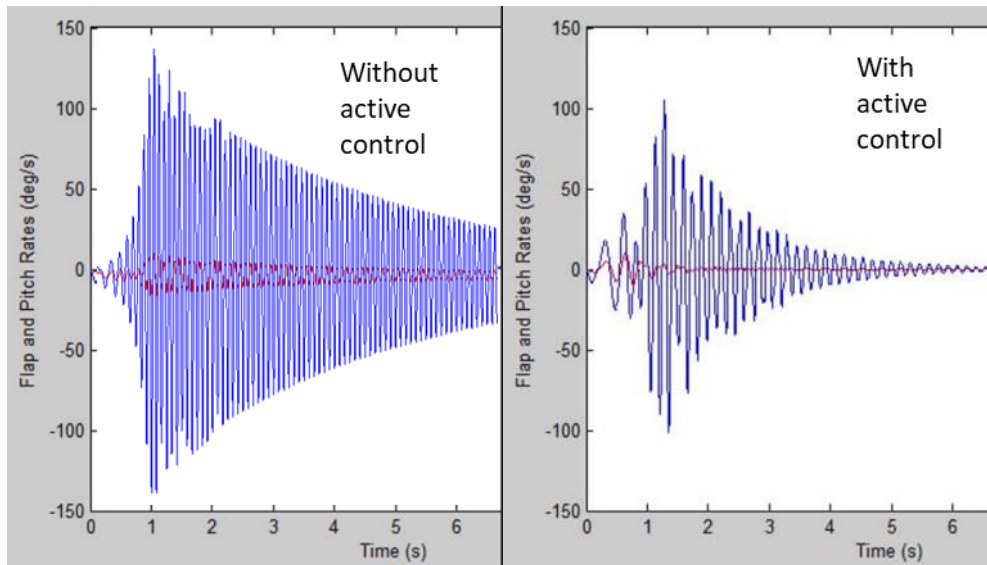 150
100
50
0
-50
-100
-150
Flap and Pitch Rates (deg/s)
Without
active
control
0 1 2 3 4 5 6
Time (s)
150
100
50
0
-50
-100
-150
Flap and Pitch Rates (deg/s)
With
active
control
0 1 2 3 4 5 6
Time (s)